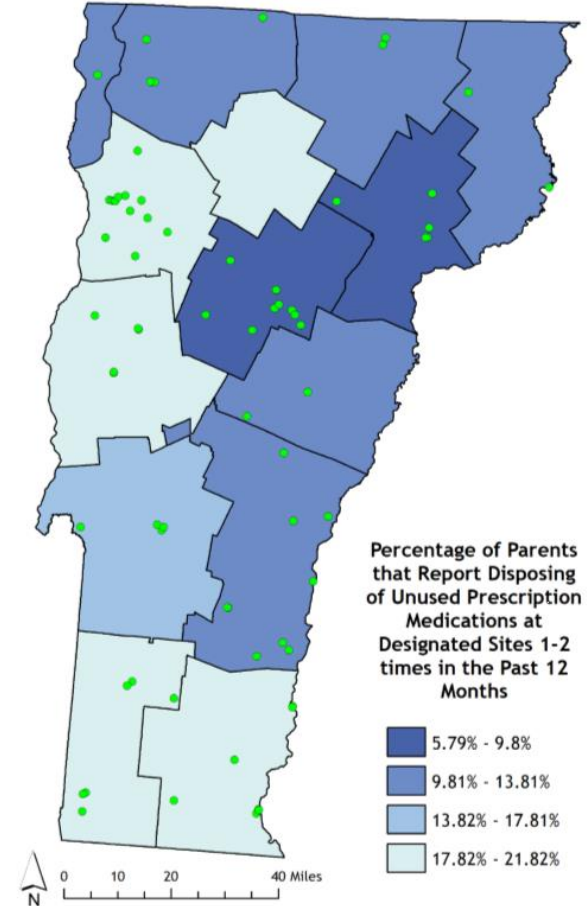 Percentage of Parents
that Report Disposing
of Unused Prescription
Medications at
Designated Sites 1-2
times in the Past 12
Months
5.79% - 9.8%
9.81% - 13.81%
13.82% - 17.81%
17.82% - 21.82%
N
0 10 20 40 Miles